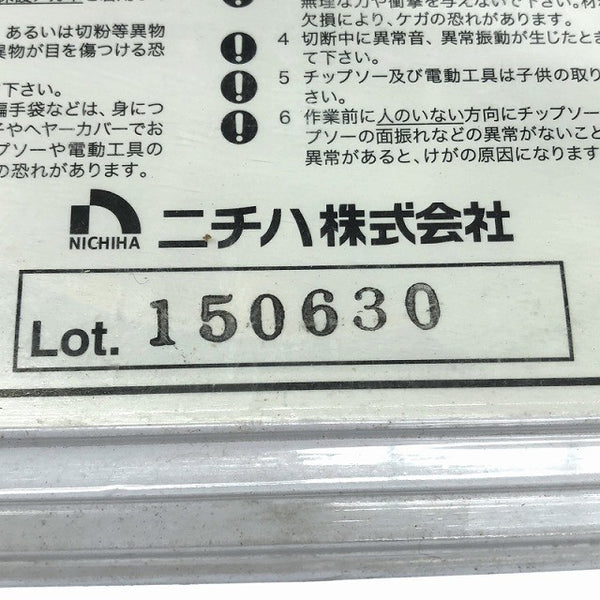 あるいは切粉等異物
異物が目を傷つける恐
下さい。
編手袋などは、身につ
子やヘヤーカバーでお
プソーや電動工具の
の恐れがあります。
無理な力や衝撃を与えないで下さい。材
欠損により、ケガの恐れがあります。
4 切断中に異常音、異常振動が生じたとき
て下さい。
5 チップソー及び電動工具は子供の取り
さい。
6 作業前に人のいない方向にチップソー
プソーの面振れなどの異常がないこと
異常があると、けがの原因になります
NICHIHA ニチハ株式会社
Lot. 150630